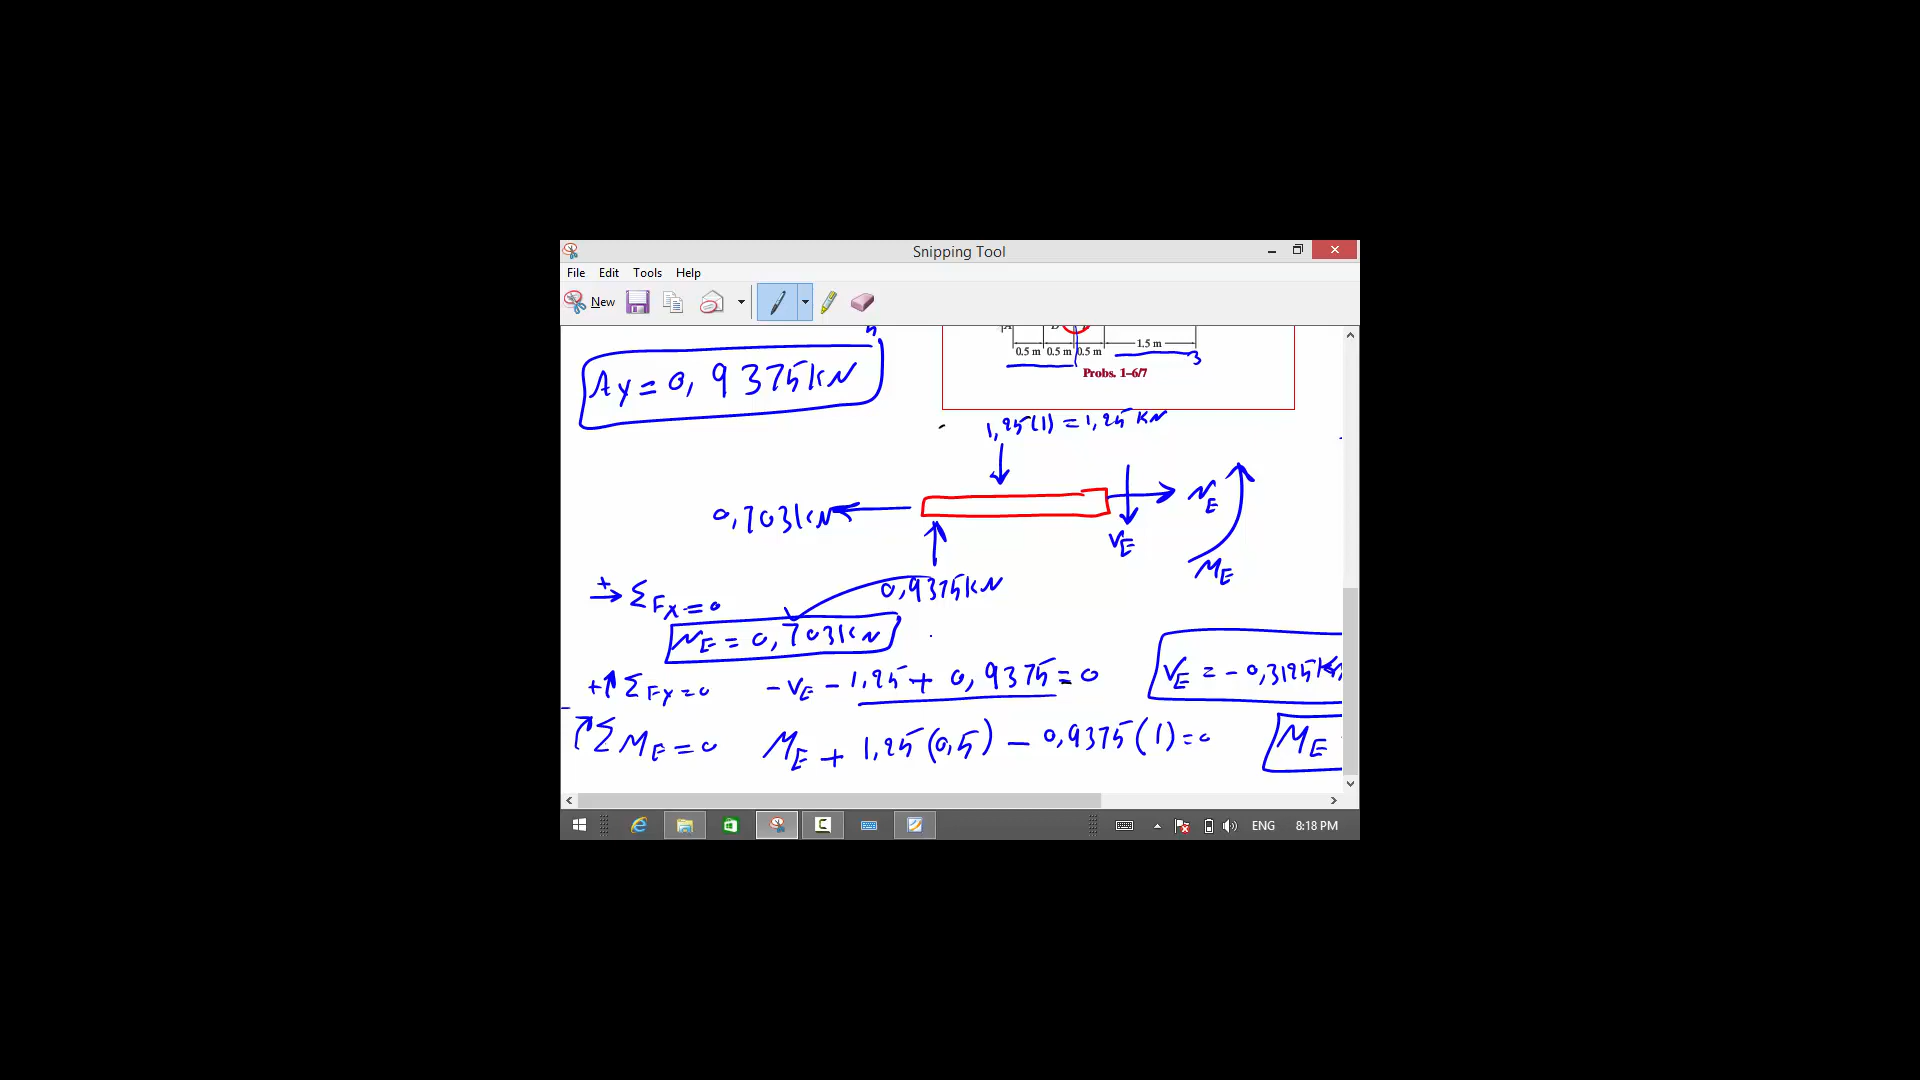 Snipping Tool
File Edit Tools Help
New
Ay = 0,9375kN
0.5 m 0.5 m 0.5 m 1.5 m
Probs. 1–6/7
1,25(1) = 1,25 KN
0,703kN
NE
VE
ME
0,9375kN
+ → ΣFx = 0
NE = 0,703kN
+↑ ΣFy = 0 -VE - 1,25 + 0,9375 = 0 VE = -0,3125kN
ΣME = 0 ME + 1,25(0,5) - 0,9375(1) = 0 ME
ENG 8:18 PM